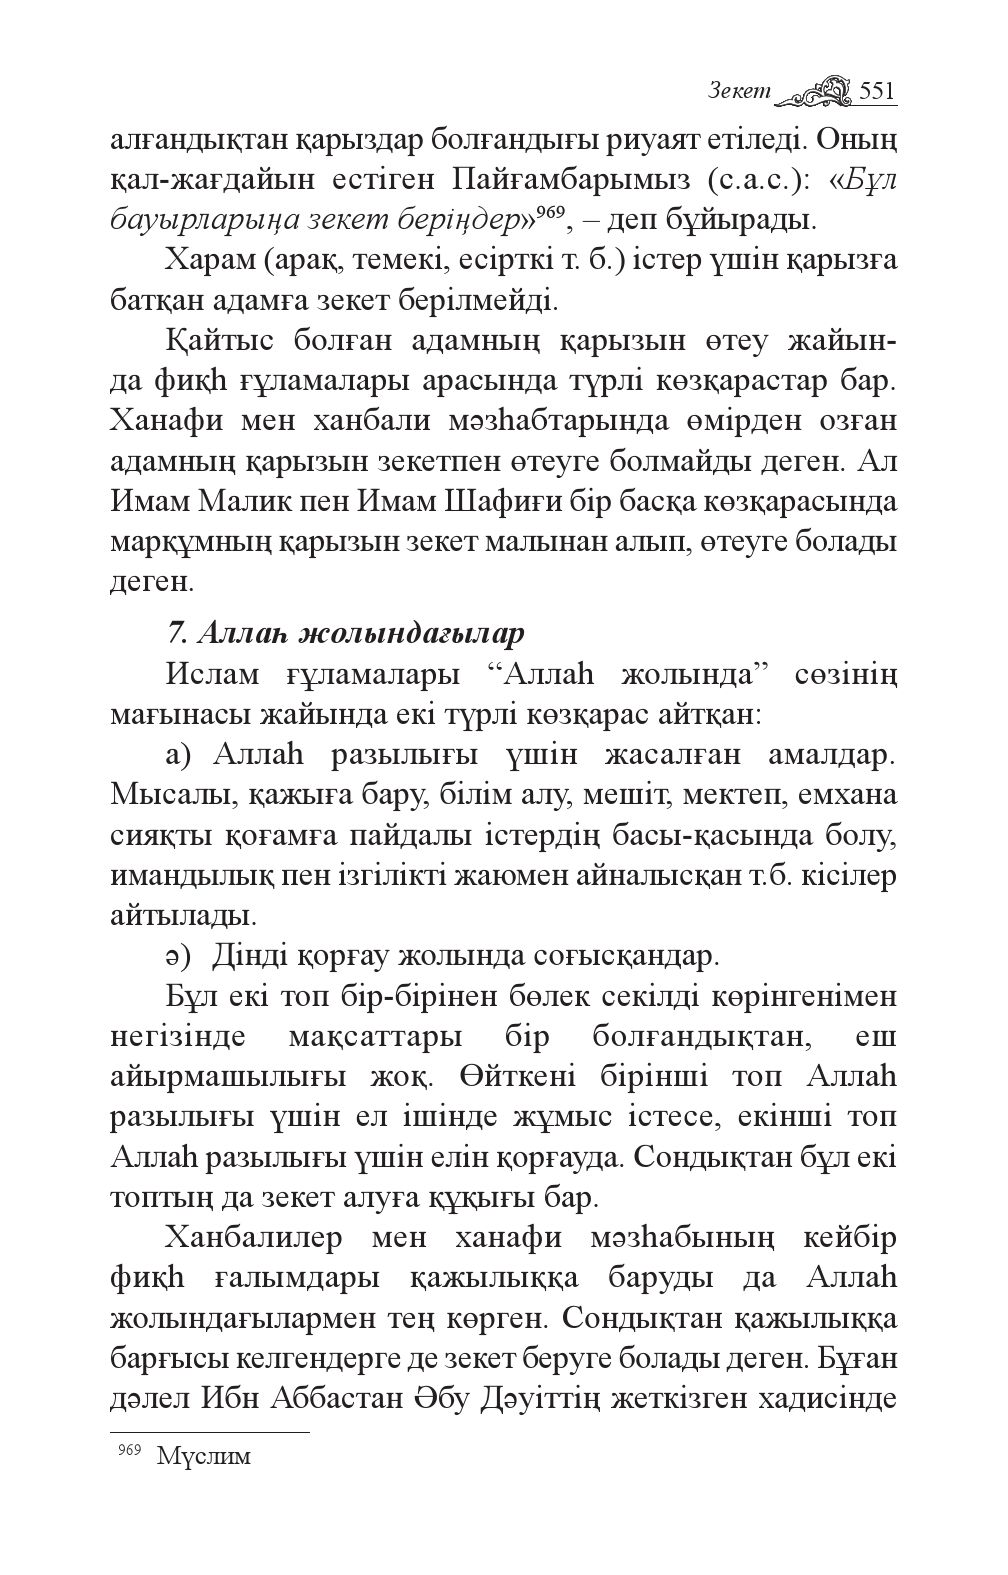 Зекет 551
алғандықтан қарыздар болғандығы риуаят етіледі. Оның
қал-жағдайын естіген Пайғамбарымыз (с.а.с.): «Бұл
бауырларыңа зекет беріңдер»⁹⁶⁹, – деп бұйырады.
Харам (арақ, темекі, есірткі т. б.) істер үшін қарызға
батқан адамға зекет берілмейді.
Қайтыс болған адамның қарызын өтеу жайын-
да фиқһ ғұламалары арасында түрлі көзқарастар бар.
Ханафи мен ханбали мәзһабтарында өмірден озған
адамның қарызын зекетпен өтеуге болмайды деген. Ал
Имам Малик пен Имам Шафиғи бір басқа көзқарасында
марқұмның қарызын зекет малынан алып, өтеуге болады
деген.
7. Аллаһ жолындағылар
Ислам ғұламалары “Аллаһ жолында” сөзінің
мағынасы жайында екі түрлі көзқарас айтқан:
а) Аллаһ разылығы үшін жасалған амалдар.
Мысалы, қажыға бару, білім алу, мешіт, мектеп, емхана
сияқты қоғамға пайдалы істердің басы-қасында болу,
имандылық пен ізгілікті жаюмен айналысқан т.б. кісілер
айтылады.
ә) Дінді қорғау жолында соғысқандар.
Бұл екі топ бір-бірінен бөлек секілді көрінгенімен
негізінде мақсаттары бір болғандықтан, еш
айырмашылығы жоқ. Өйткені бірінші топ Аллаһ
разылығы үшін ел ішінде жұмыс істесе, екінші топ
Аллаһ разылығы үшін елін қорғауда. Сондықтан бұл екі
топтың да зекет алуға құқығы бар.
Ханбалилер мен ханафи мәзһабының кейбір
фиқһ ғалымдары қажылыққа баруды да Аллаһ
жолындағылармен тең көрген. Сондықтан қажылыққа
барғысы келгендерге де зекет беруге болады деген. Бұған
дәлел Ибн Аббастан Әбу Дәуіттің жеткізген хадисінде
⁹⁶⁹ Мүслим